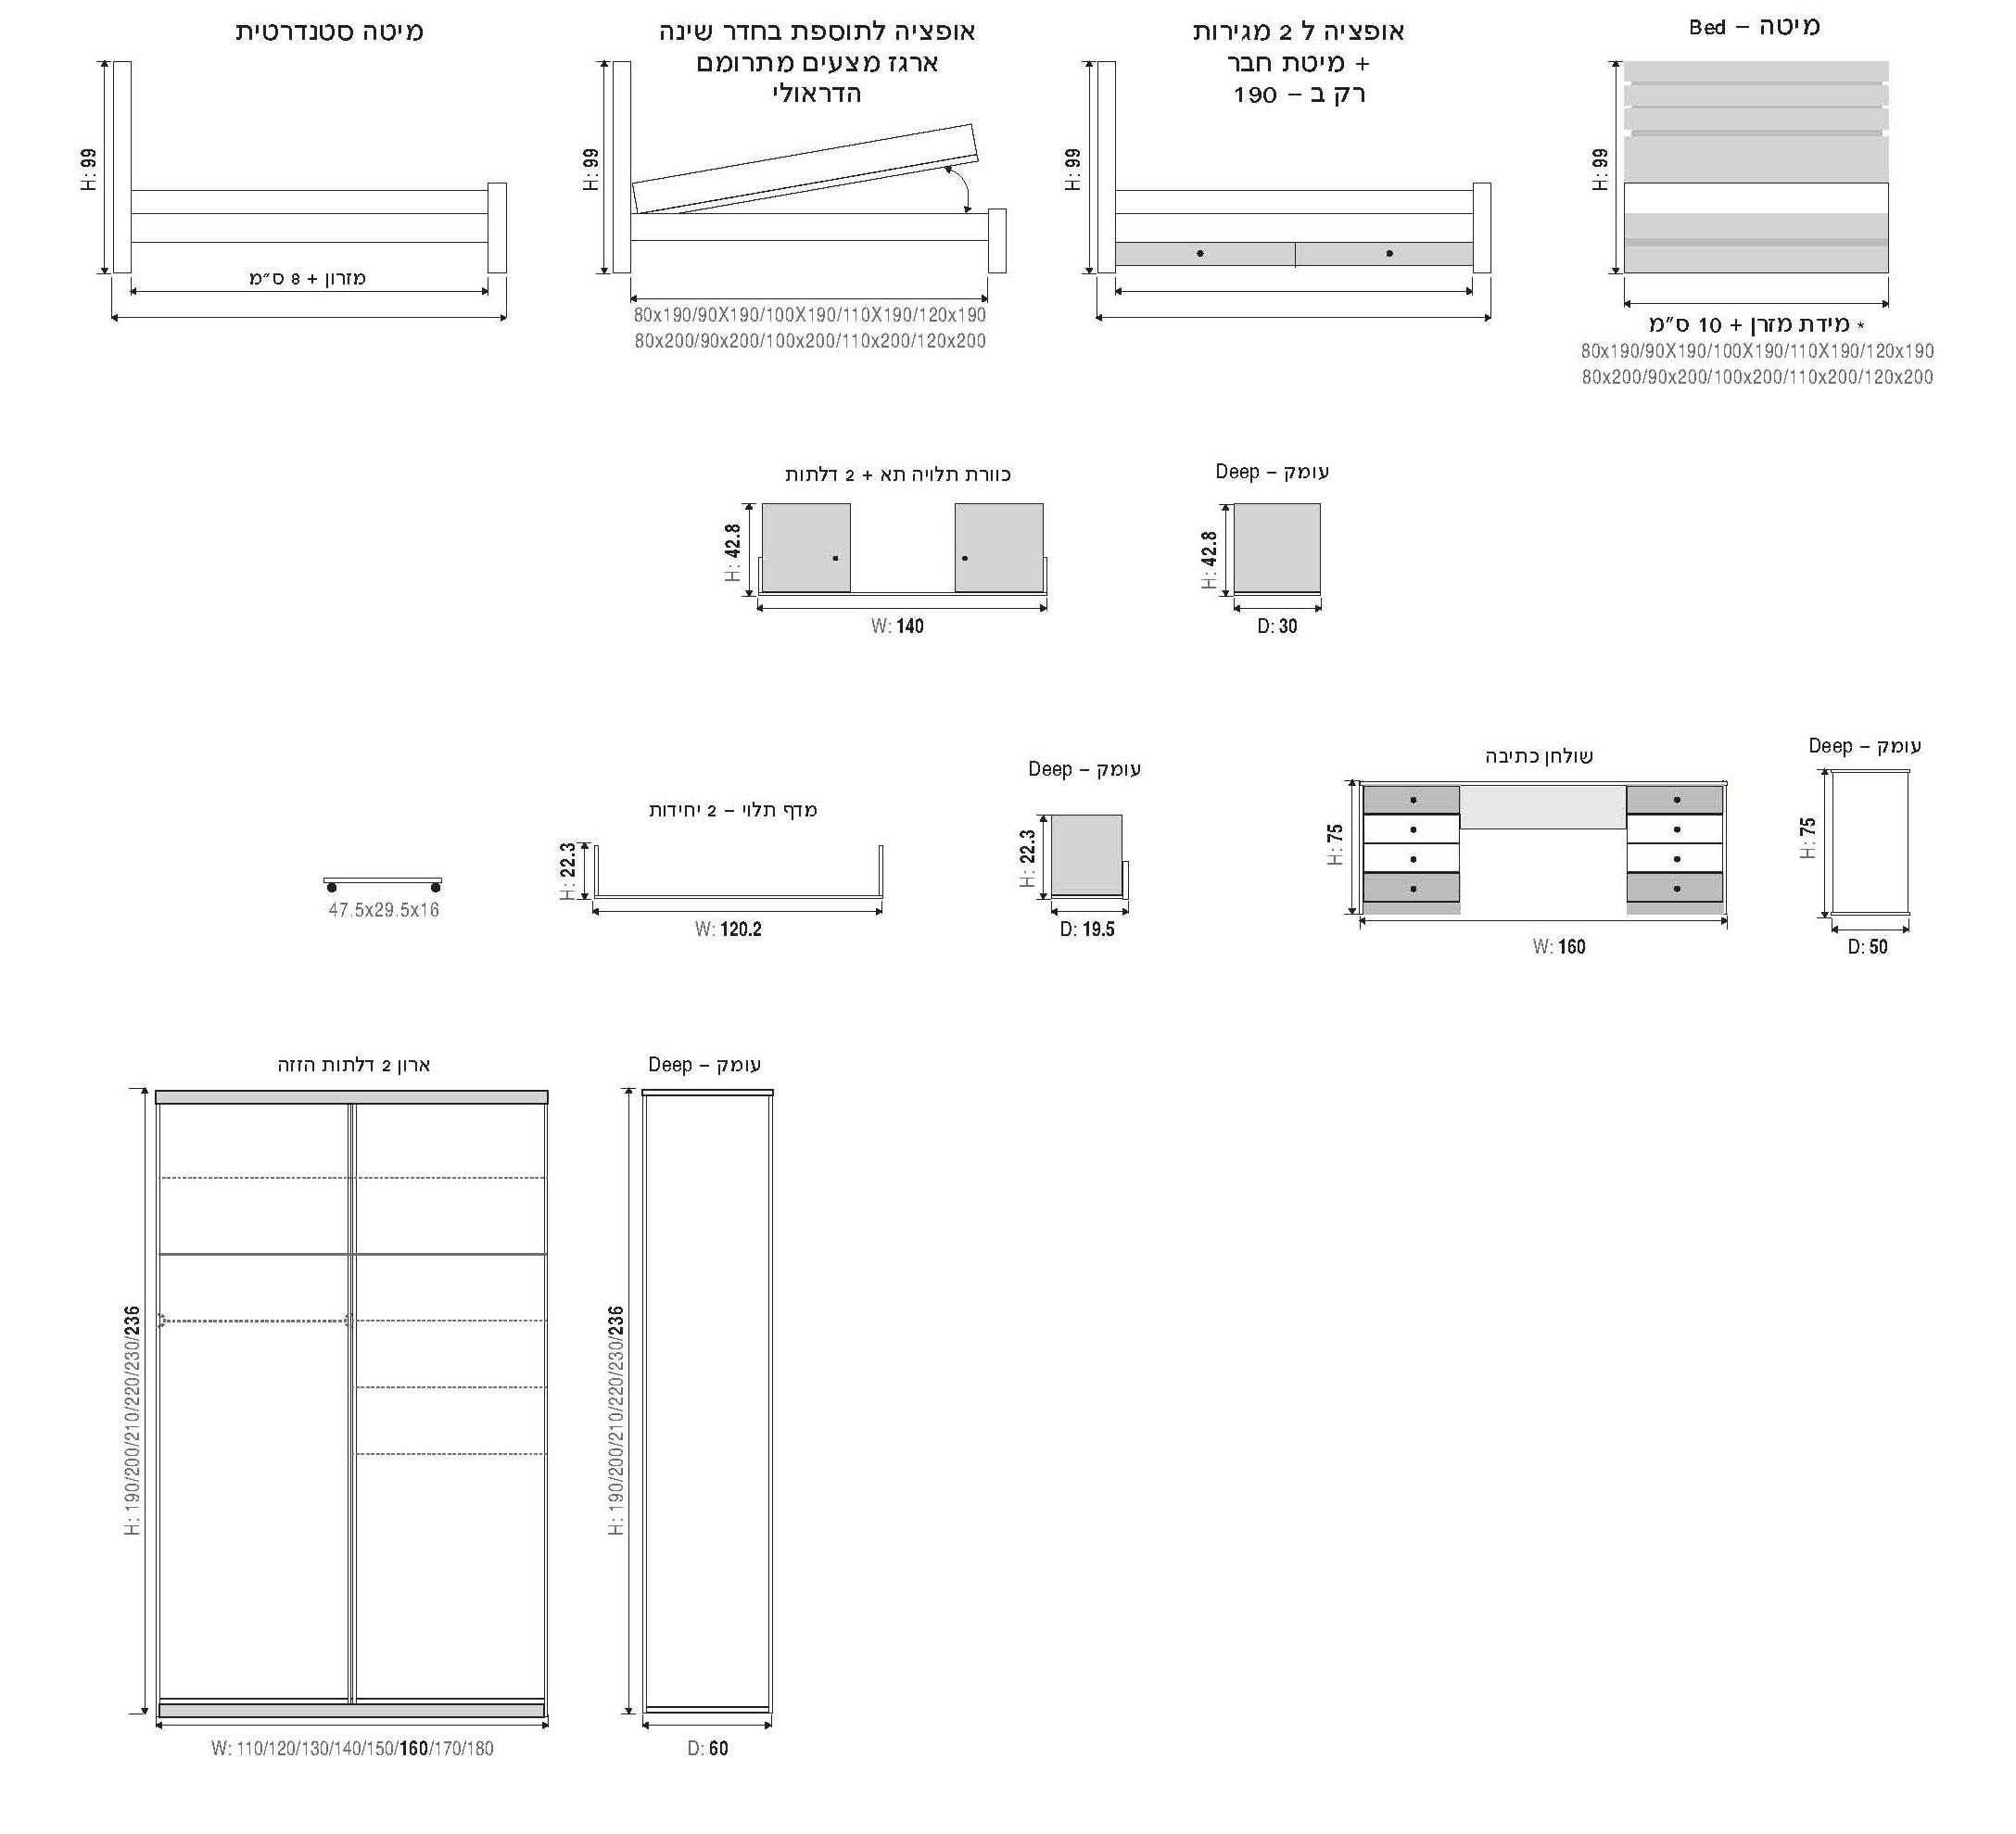 מיטה – Bed
H: 99
* מידת מזרן + 10 ס"מ
80x190/90X190/100X190/110X190/120x190
80x200/90x200/100x200/110x200/120x200
אופציה ל 2 מגירות
+ מיטת חבר
רק ב – 190
H: 99
אופציה לתוספת בחדר שינה
ארגז מצעים מתרומם
הדראולי
H: 99
80x190/90X190/100X190/110X190/120x190
80x200/90x200/100x200/110x200/120x200
מיטה סטנדרטית
H: 99
מזרון + 8 ס"מ
עומק – Deep
H: 42.8
D: 30
כוורת תלויה תא + 2 דלתות
H: 42.8
W: 140
עומק – Deep
H: 75
D: 50
שולחן כתיבה
H: 75
W: 160
עומק – Deep
H: 22.3
D: 19.5
מדף תלוי – 2 יחידות
H: 22.3
W: 120.2
47.5x29.5x16
עומק – Deep
H: 190/200/210/220/230/236
D: 60
ארון 2 דלתות הזזה
H: 190/200/210/220/230/236
W: 110/120/130/140/150/160/170/180